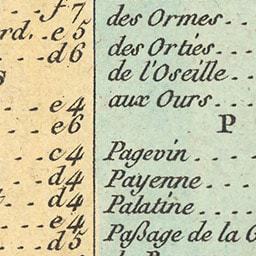 f 7
rd. . e 5
. . . d 6
e 4
. . e 6
. . c 4
. . d 4
. . d 4
. . . e 4
. . d 5
des Ormes . . .
des Orties . . .
de l'Oseille . .
aux Ours . . . .
P
Pagevin . . . .
Payenne . . . .
Palatine . . . .
Paßage de la G